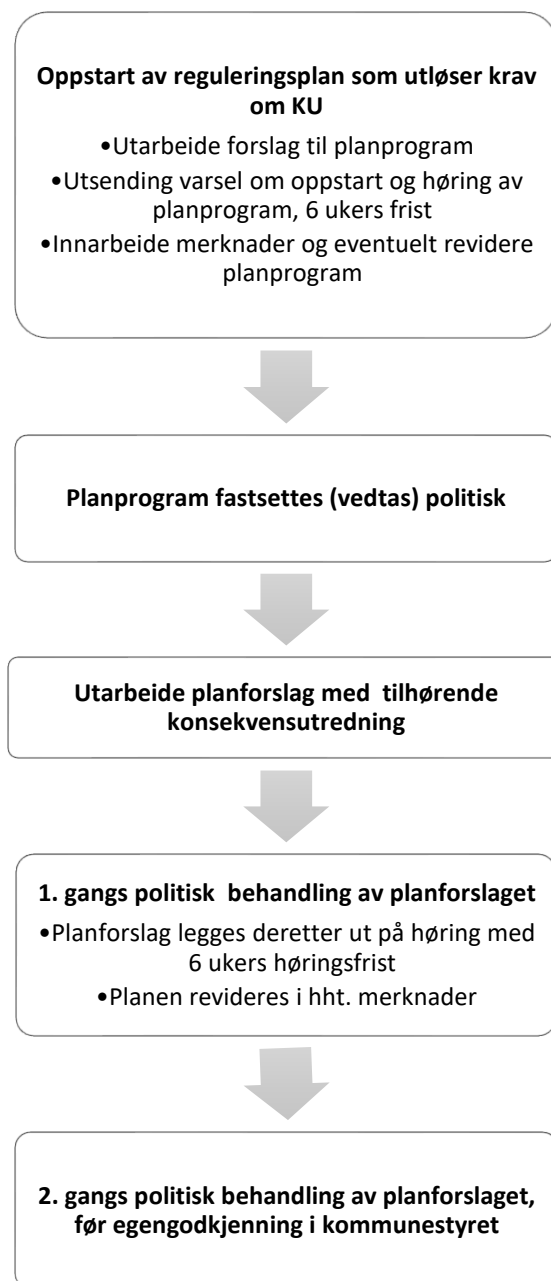 Oppstart av reguleringsplan som utløser krav
om KU
•Utarbeide forslag til planprogram
•Utsending varsel om oppstart og høring av
planprogram, 6 ukers frist
•Innarbeide merknader og eventuelt revidere
planprogram
Planprogram fastsettes (vedtas) politisk
Utarbeide planforslag med tilhørende
konsekvensutredning
1. gangs politisk behandling av planforslaget
•Planforslag legges deretter ut på høring med
6 ukers høringsfrist
•Planen revideres i hht. merknader
2. gangs politisk behandling av planforslaget,
før egengodkjenning i kommunestyret